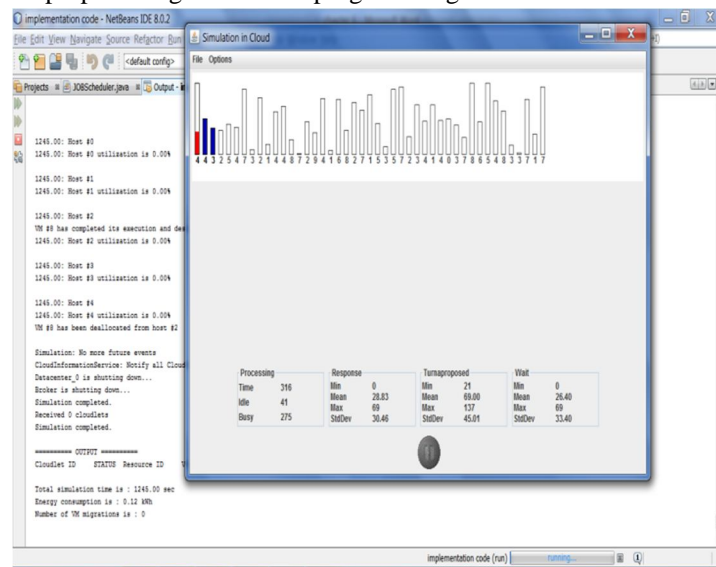 implementation code - NetBeans IDE 8.0.2
File Edit View Navigate Source Refactor Run
<default config>
Projects JOBScheduler.java Output -
1245.00: Host #0
1245.00: Host #0 utilization is 0.00%
1245.00: Host #1
1245.00: Host #1 utilization is 0.00%
1245.00: Host #2
VM #8 has completed its execution and
1245.00: Host #2 utilization is 0.00%
1245.00: Host #3
1245.00: Host #3 utilization is 0.00%
1245.00: Host #4
1245.00: Host #4 utilization is 0.00%
VM #8 has been deallocated from host #2
Simulation: No more future events
CloudInformationService: Notify all
Datacenter_0 is shutting down...
Broker is shutting down...
Simulation completed.
Received 0 cloudlets
Simulation completed.
========== OUTPUT ==========
Cloudlet ID STATUS Resource ID
Total simulation time is : 1245.00 sec
Energy consumption is : 0.12 kWh
Number of VM migrations is : 0
Simulation in Cloud
File Options
4 4 3 2 5 4 7 3 2 1 4 4 8 7 2 9 4 1 6 8 2 7 1 5 3 5 7 2 3 4 1 4 0 3 7 8 6 5 4 8 3 3 7 1 7
Processing
Time 316
Idle 41
Busy 275
Response
Min 0
Mean 28.83
Max 69
StdDev 30.46
Turnaproposed
Min 21
Mean 69.00
Max 137
StdDev 45.01
Wait
Min 0
Mean 26.40
Max 69
StdDev 33.40
implementation code (run) running...